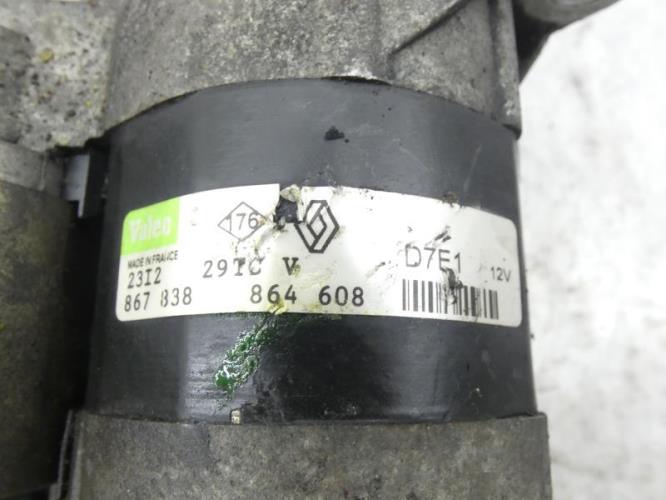 Valeo 176 D7E1 12V
MADE IN FRANCE
23I2 29TC V
867 838 864 608